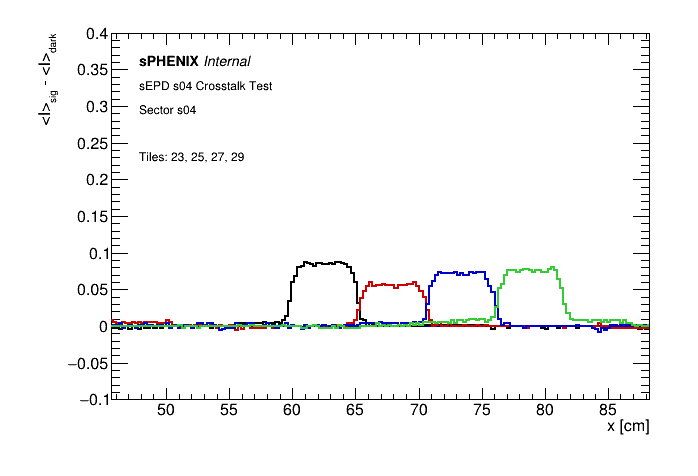 <I>sig - <I>dark
0.4
0.35
0.3
0.25
0.2
0.15
0.1
0.05
0
−0.05
−0.1
sPHENIX Internal
sEPD s04 Crosstalk Test
Sector s04
Tiles: 23, 25, 27, 29
50 55 60 65 70 75 80 85
x [cm]